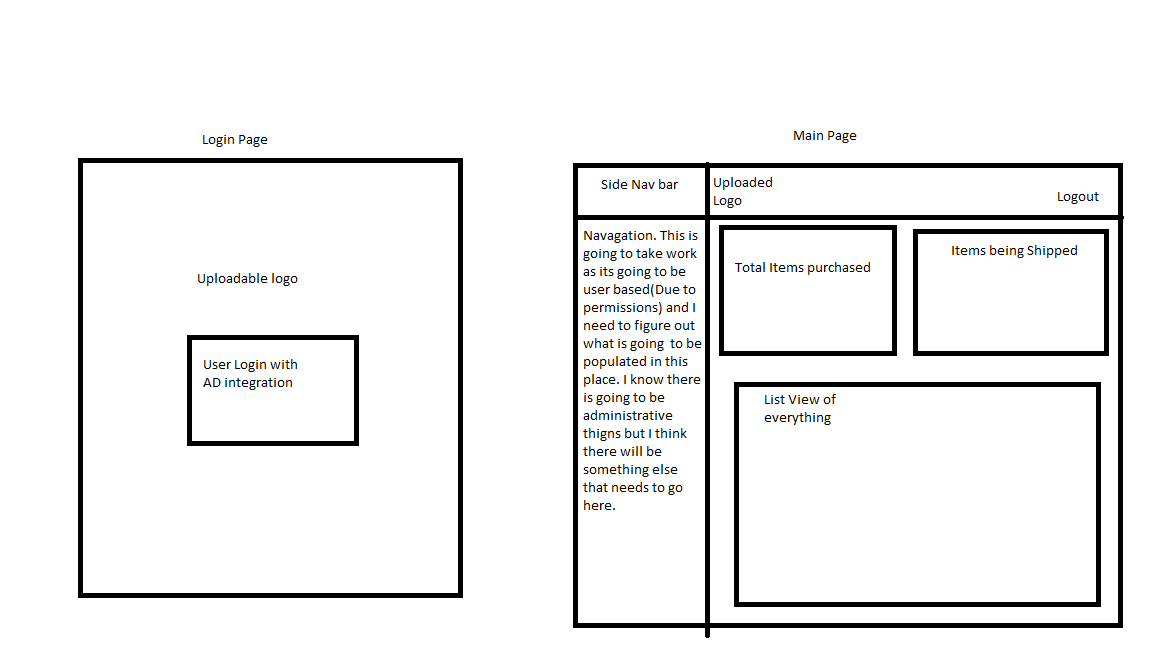 Login Page
Uploadable logo
User Login with
AD integration
Main Page
Side Nav bar
Uploaded
Logo
Logout
Navagation. This is
going to take work
as its going to be
user based(Due to
permissions) and I
need to figure out
what is going  to be
populated in this
place. I know there
is going to be
administrative
thigns but I think
there will be
something else
that needs to go
here.
Total Items purchased
Items being Shipped
List View of
everything